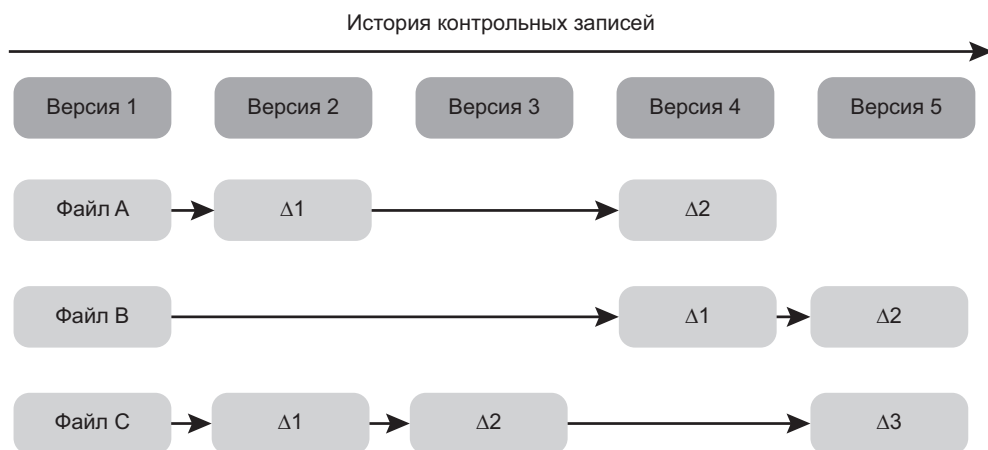 История контрольных записей
Версия 1 Версия 2 Версия 3 Версия 4 Версия 5
Файл A Δ1 Δ2
Файл B Δ1 Δ2
Файл C Δ1 Δ2 Δ3